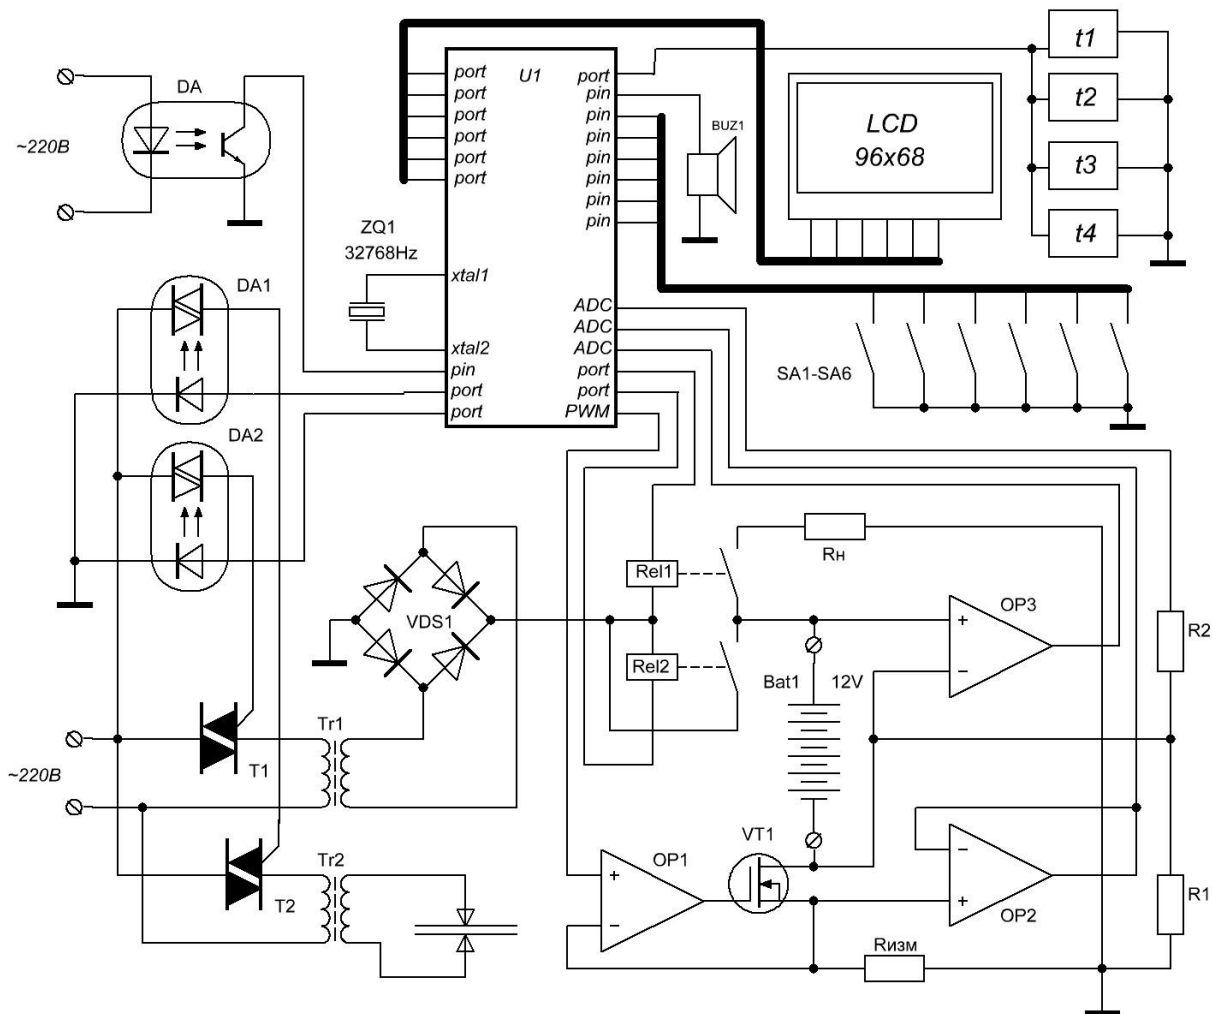 DA
~220В
U1
port
port
port
port
port
port
port
pin
pin
pin
pin
pin
pin
pin
BUZ1
LCD
96x68
t1
t2
t3
t4
ZQ1
32768Hz
xtal1
xtal2
pin
port
port
ADC
ADC
ADC
port
port
PWM
SA1-SA6
DA1
DA2
VDS1
Rel1
Rel2
Rн
OP3
+
−
R2
Bat1
12V
~220В
T1
Tr1
T2
Tr2
VT1
OP1
+
−
OP2
−
+
R1
Rизм